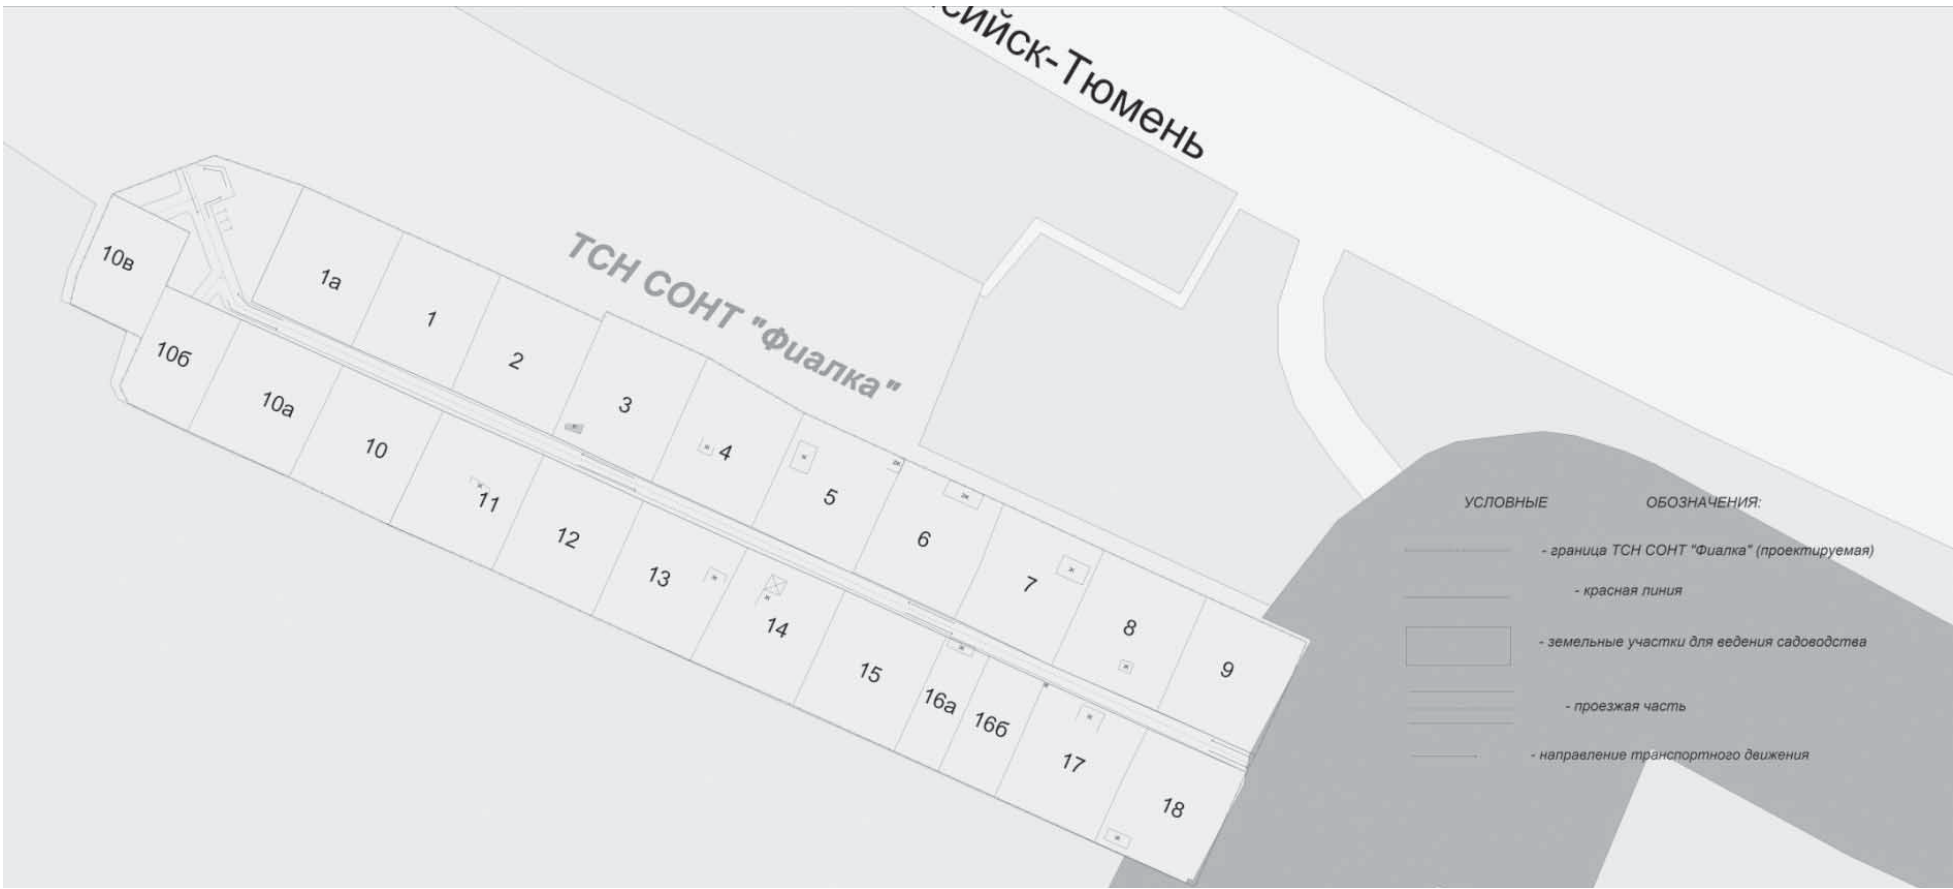 сийск-Тюмень
ТСН СОНТ "Фиалка"
10в
1а
1
2
3
4
5
6
7
8
9
10б
10а
10
11
12
13
14
15
16а
16б
17
18
УСЛОВНЫЕ ОБОЗНАЧЕНИЯ:
- граница ТСН СОНТ "Фиалка" (проектируемая)
- красная линия
- земельные участки для ведения садоводства
- проезжая часть
- направление транспортного движения